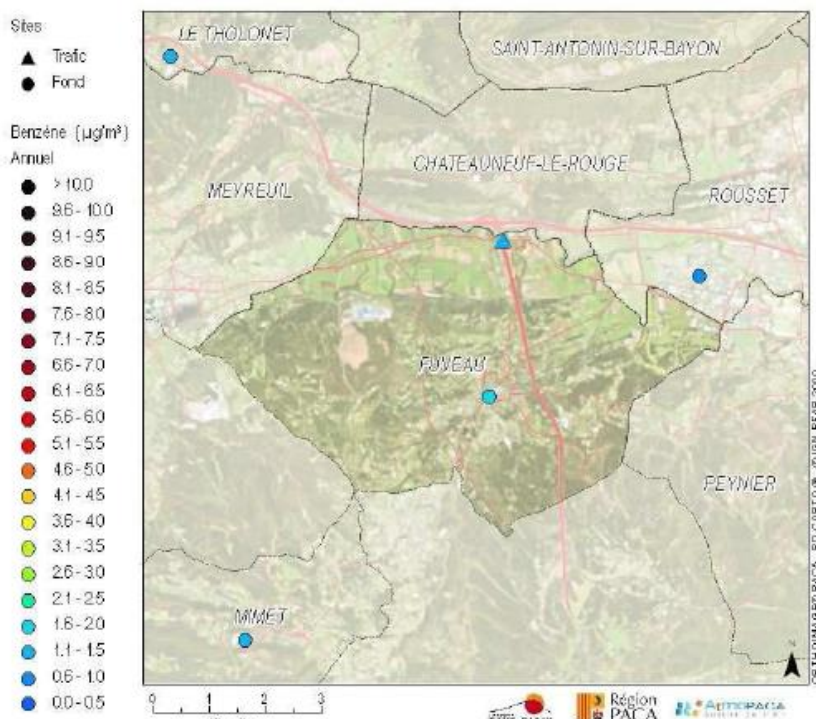 Sites
Trafic
Fond
Benzène (µg/m³)
Annuel
> 10.0
9.6 - 10.0
9.1 - 9.5
8.6 - 9.0
8.1 - 8.5
7.6 - 8.0
7.1 - 7.5
6.6 - 7.0
6.1 - 6.5
5.6 - 6.0
5.1 - 5.5
4.6 - 5.0
4.1 - 4.5
3.6 - 4.0
3.1 - 3.5
2.6 - 3.0
2.1 - 2.5
1.6 - 2.0
1.1 - 1.5
0.6 - 1.0
0.0 - 0.5
LE THOLONET
SAINT-ANTONIN-SUR-BAYON
CHATEAUNEUF-LE-ROUGE
MEYREUIL
ROUSSET
FUVEAU
PEYNIER
MIMET
N
0 1 2 3
Région
PACA
AtmoPACA